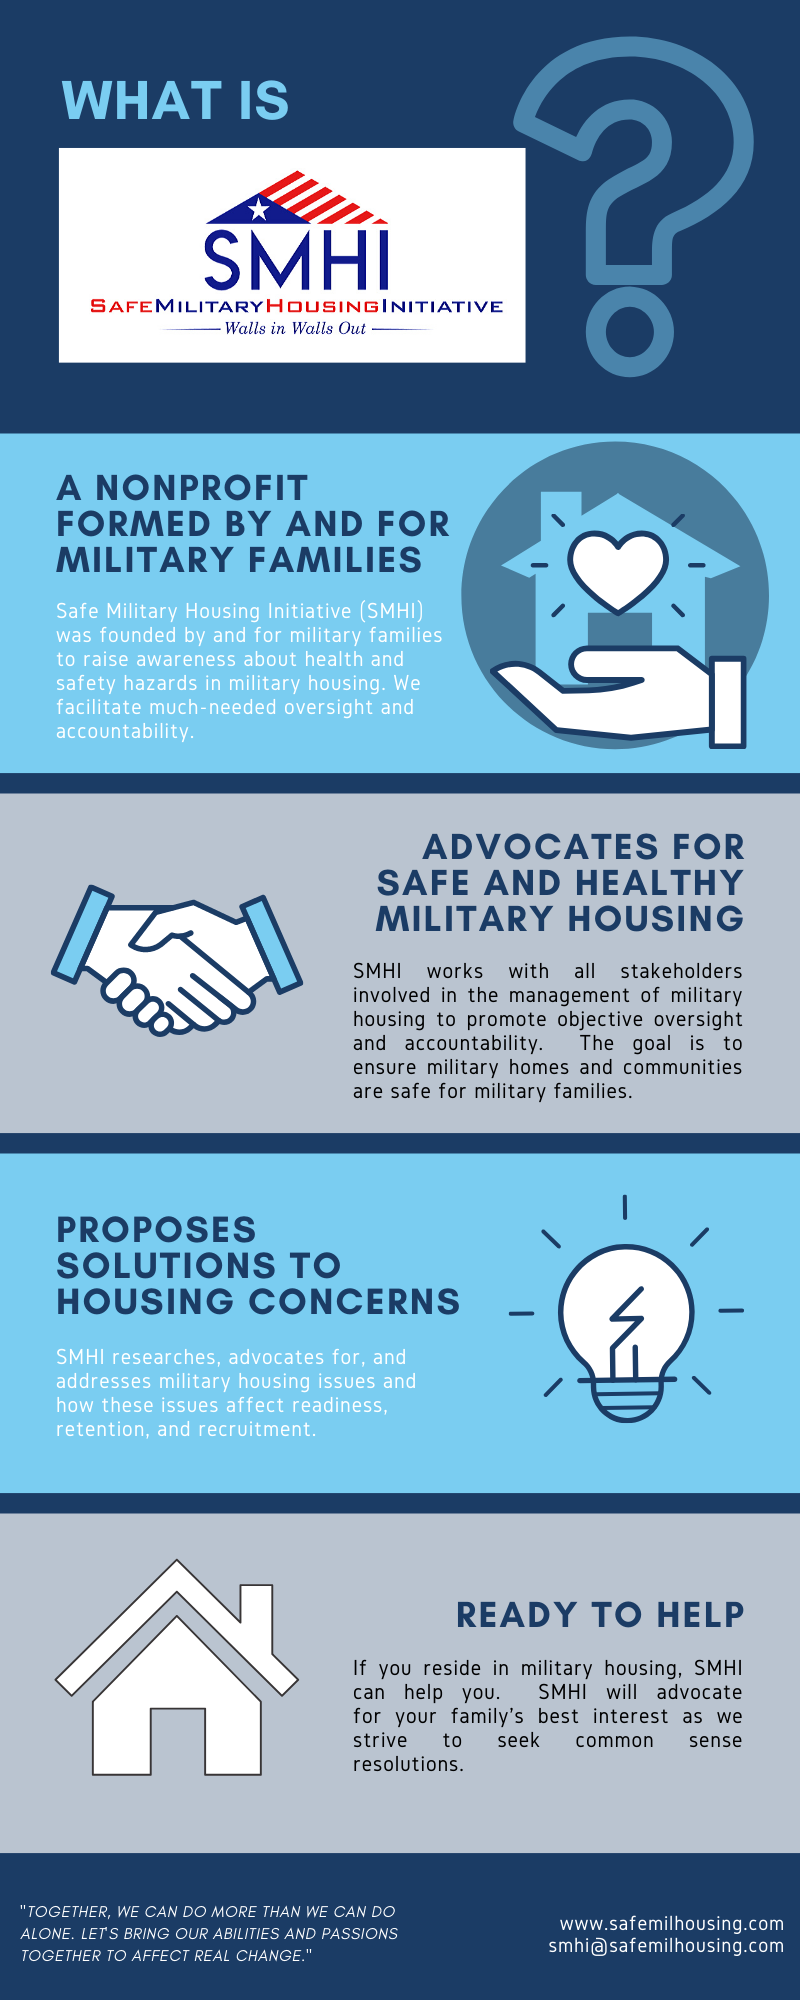 WHAT IS
SMHI
SAFEMILITARYHOUSINGINITIATIVE
Walls in Walls Out
A NONPROFIT
FORMED BY AND FOR
MILITARY FAMILIES
Safe Military Housing Initiative (SMHI)
was founded by and for military families
to raise awareness about health and
safety hazards in military housing. We
facilitate much-needed oversight and
accountability.
ADVOCATES FOR
SAFE AND HEALTHY
MILITARY HOUSING
SMHI works with all stakeholders
involved in the management of military
housing to promote objective oversight
and accountability. The goal is to
ensure military homes and communities
are safe for military families.
PROPOSES
SOLUTIONS TO
HOUSING CONCERNS
SMHI researches, advocates for, and
addresses military housing issues and
how these issues affect readiness,
retention, and recruitment.
READY TO HELP
If you reside in military housing, SMHI
can help you. SMHI will advocate
for your family's best interest as we
strive to seek common sense
resolutions.
"TOGETHER, WE CAN DO MORE THAN WE CAN DO
ALONE. LET'S BRING OUR ABILITIES AND PASSIONS
TOGETHER TO AFFECT REAL CHANGE."
www.safemilhousing.com
smhi@safemilhousing.com